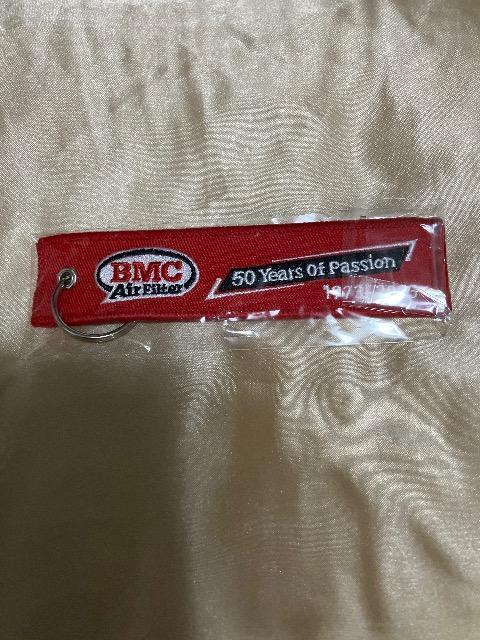 BMC
Air Filter
50 Years Of Passion